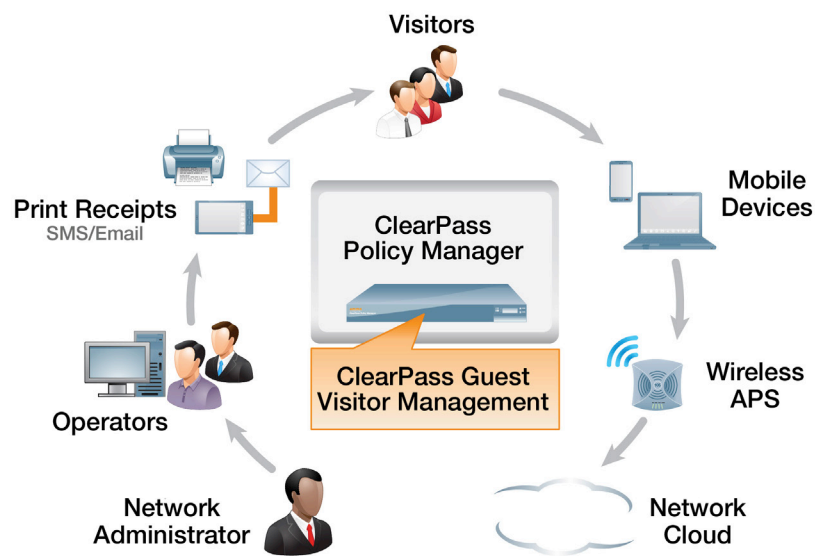 Visitors
Print Receipts
SMS/Email
Mobile
Devices
ClearPass
Policy Manager
ClearPass Guest
Visitor Management
Wireless
APS
Operators
Network
Administrator
Network
Cloud